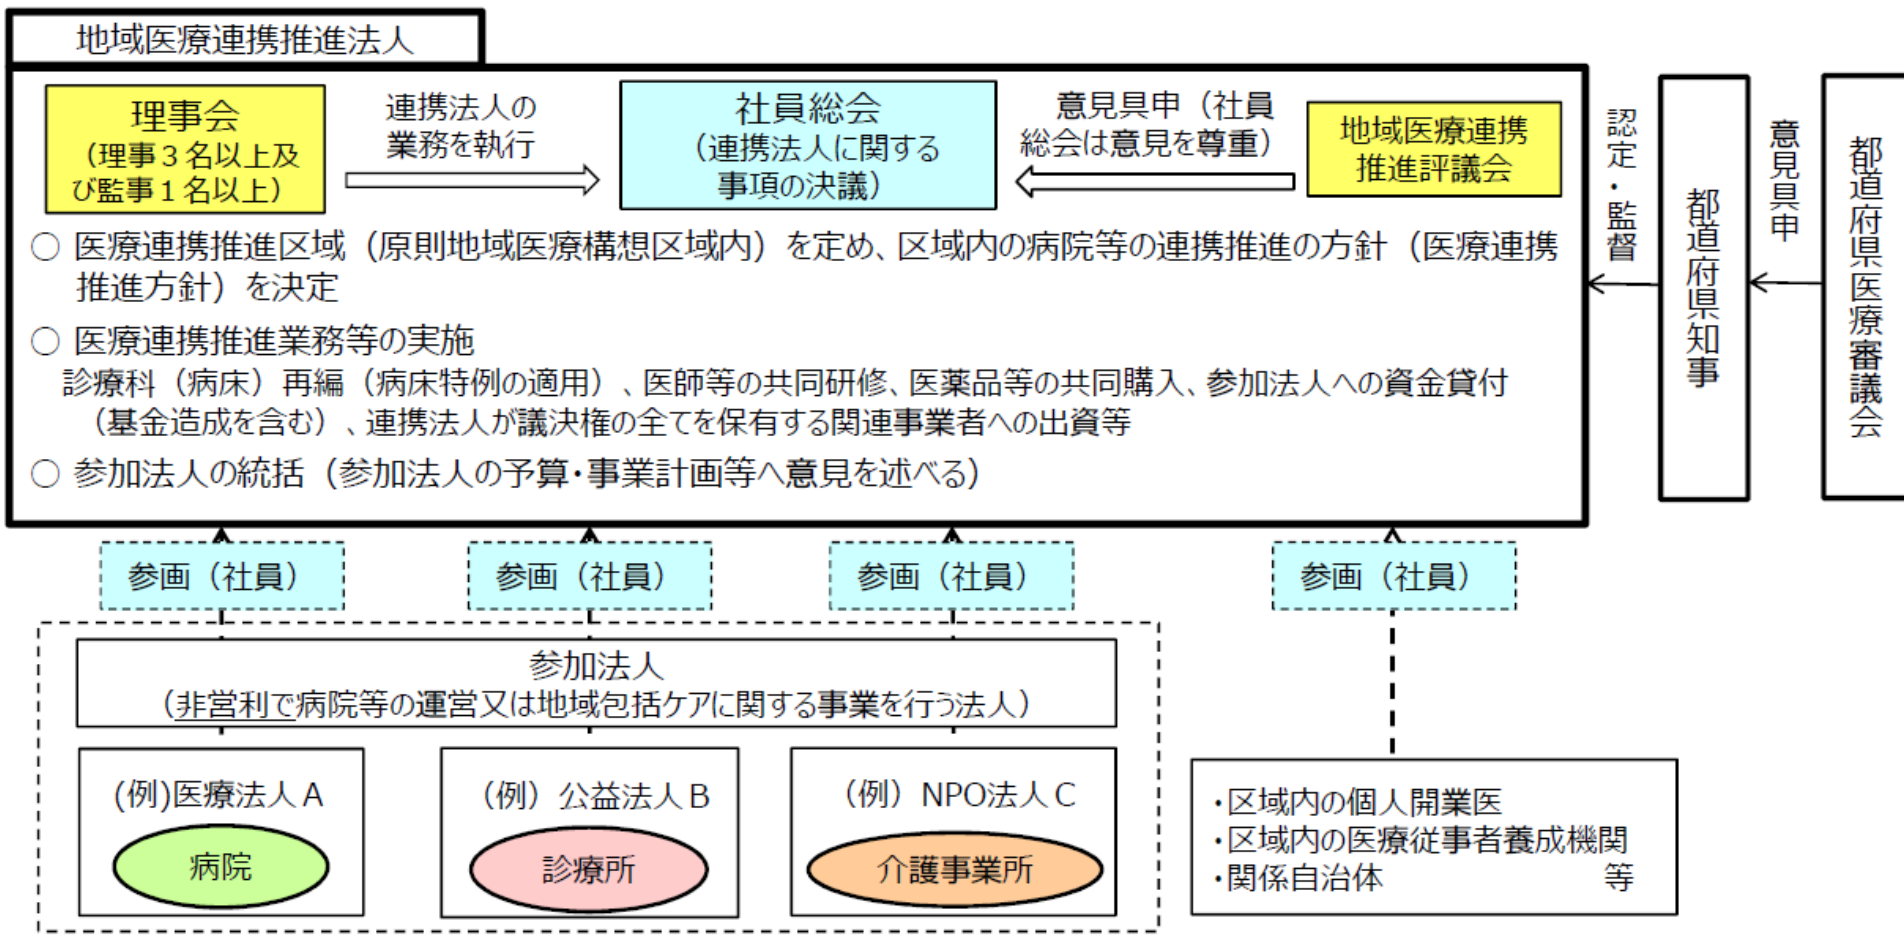 地域医療連携推進法人
理事会
（理事３名以上及
び監事１名以上）
連携法人の
業務を執行
社員総会
（連携法人に関する
事項の決議）
意見具申（社員
総会は意見を尊重）
地域医療連携
推進評議会
認定・監督
都道府県知事
意見具申
都道府県医療審議会
○ 医療連携推進区域（原則地域医療構想区域内）を定め、区域内の病院等の連携推進の方針（医療連携
推進方針）を決定
○ 医療連携推進業務等の実施
診療科（病床）再編（病床特例の適用）、医師等の共同研修、医薬品等の共同購入、参加法人への資金貸付
（基金造成を含む）、連携法人が議決権の全てを保有する関連事業者への出資等
○ 参加法人の統括（参加法人の予算・事業計画等へ意見を述べる）
参画（社員）
参画（社員）
参画（社員）
参画（社員）
参加法人
（非営利で病院等の運営又は地域包括ケアに関する事業を行う法人）
(例)医療法人Ａ
病院
（例）公益法人Ｂ
診療所
（例）NPO法人Ｃ
介護事業所
・区域内の個人開業医
・区域内の医療従事者養成機関
・関係自治体 等